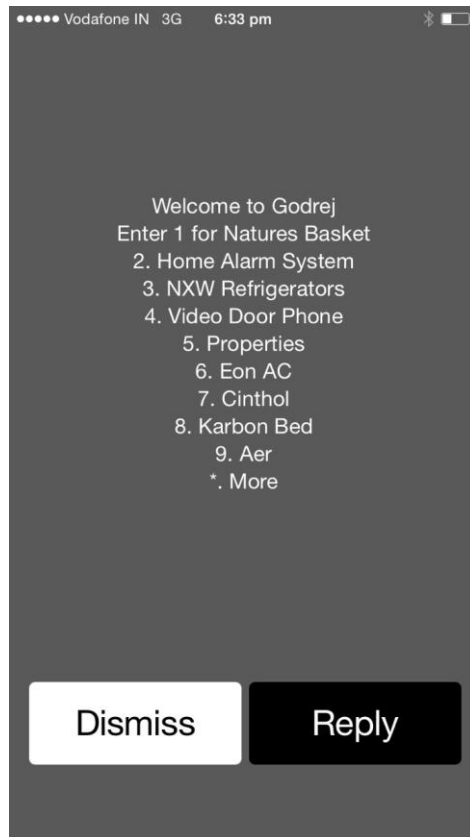 Vodafone IN 3G 6:33 pm
Welcome to Godrej
Enter 1 for Natures Basket
2. Home Alarm System
3. NXW Refrigerators
4. Video Door Phone
5. Properties
6. Eon AC
7. Cinthol
8. Karbon Bed
9. Aer
*. More
Dismiss Reply